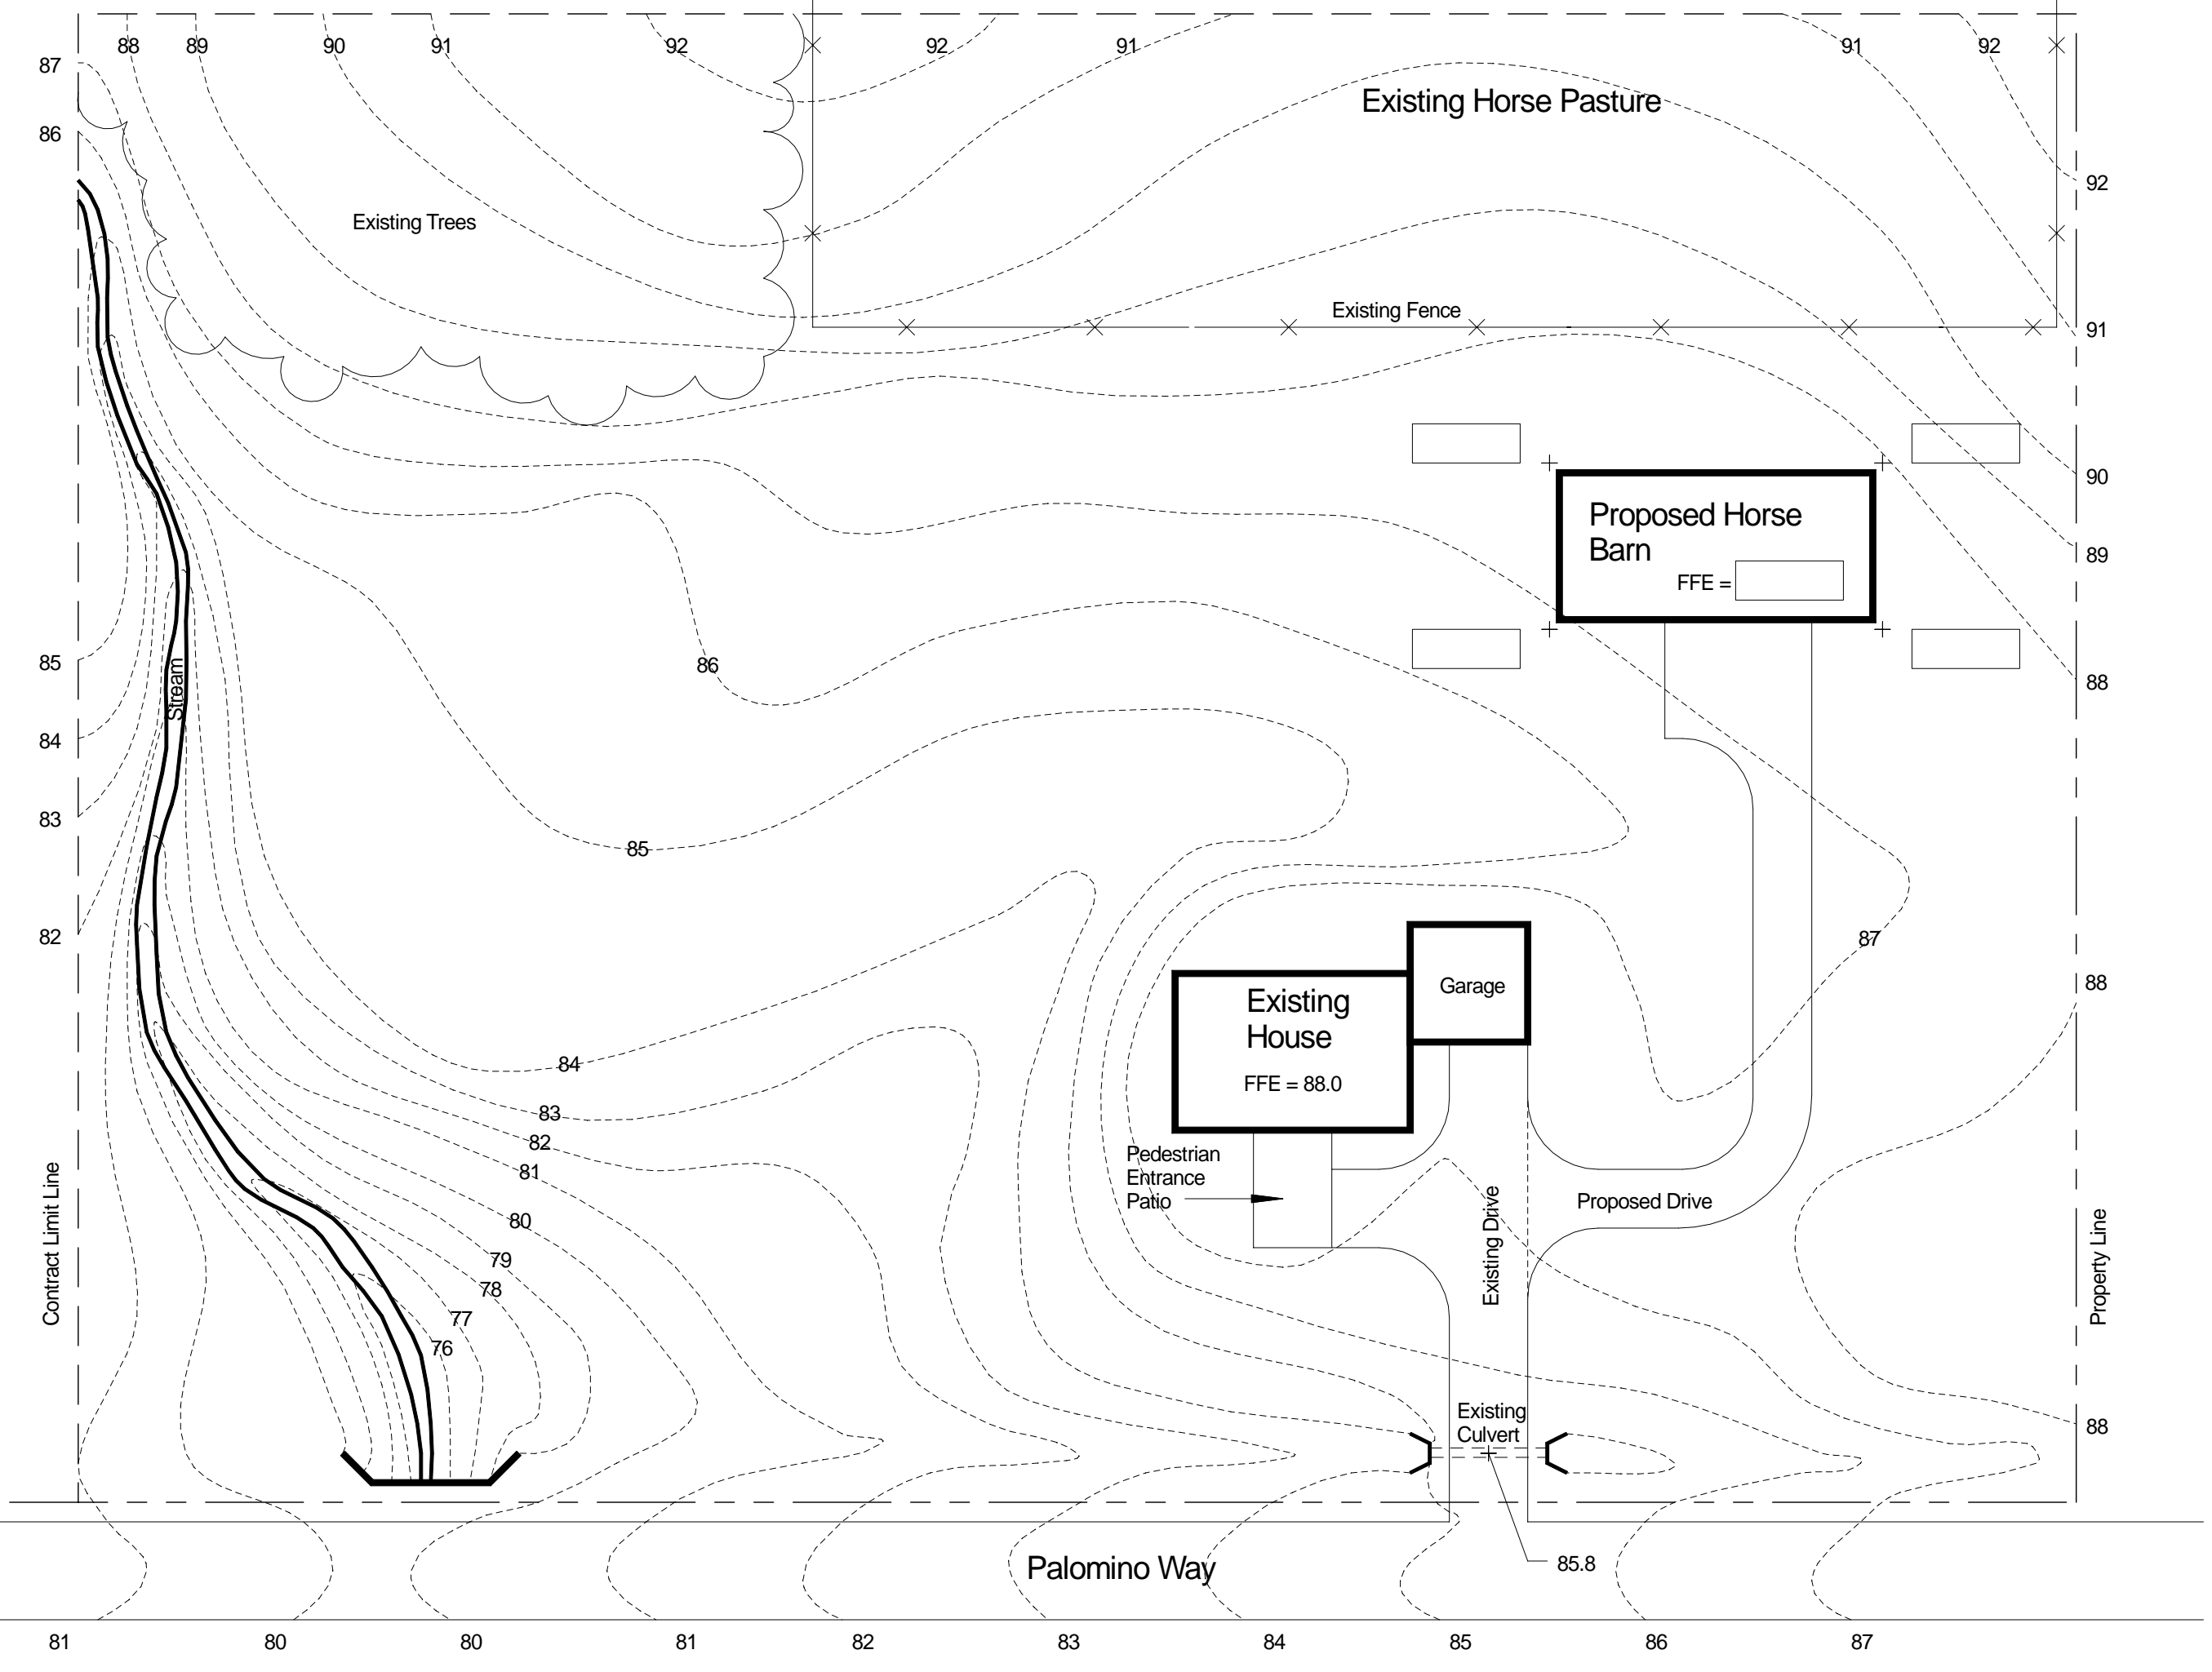 88 89 90 91 92 92 91 91 92
87
Existing Horse Pasture
86
92
Existing Trees
Existing Fence
91
90
Proposed Horse
Barn
89
FFE =
85
86
88
Stream
84
83
85
82
87
88
Garage
Existing
House
FFE = 88.0
84
83
82
81
Pedestrian
Entrance
Patio
80
79
78
77
76
Existing Drive
Proposed Drive
Contract Limit Line
Property Line
Existing
Culvert
88
Palomino Way
85.8
81 80 80 81 82 83 84 85 86 87